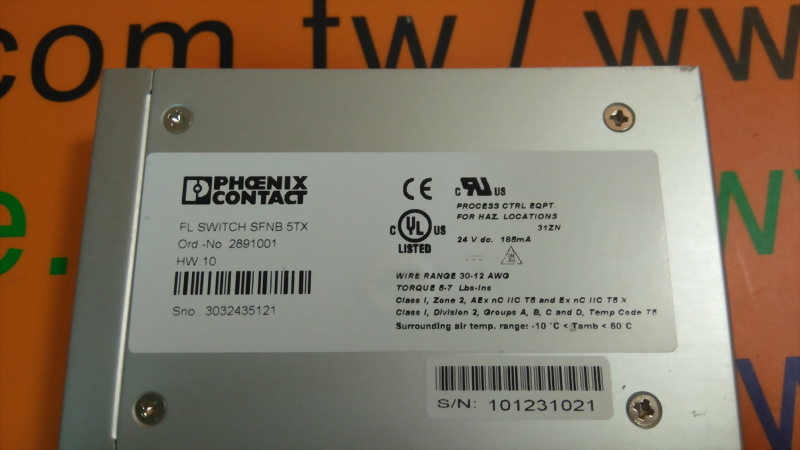 com.tw / ww
e.
PHŒNIX
CONTACT
FL SWITCH SFNB 5TX
Ord.-No 2891001
HW:10
Sno.: 3032435121
CE
C UR US
PROCESS CTRL EQPT.
FOR HAZ. LOCATIONS
31ZN
C UL US
LISTED
24 V dc. 185mA
WIRE RANGE 30-12 AWG
TORQUE 5-7 Lbs-Ins
Class I, Zone 2, AEx nC IIC T5 and Ex nC IIC T5 X
Class I, Division 2, Groups A, B, C and D, Temp Code T5
Surrounding air temp. range: -10 °C < Tamb < 60°C
S/N: 101231021